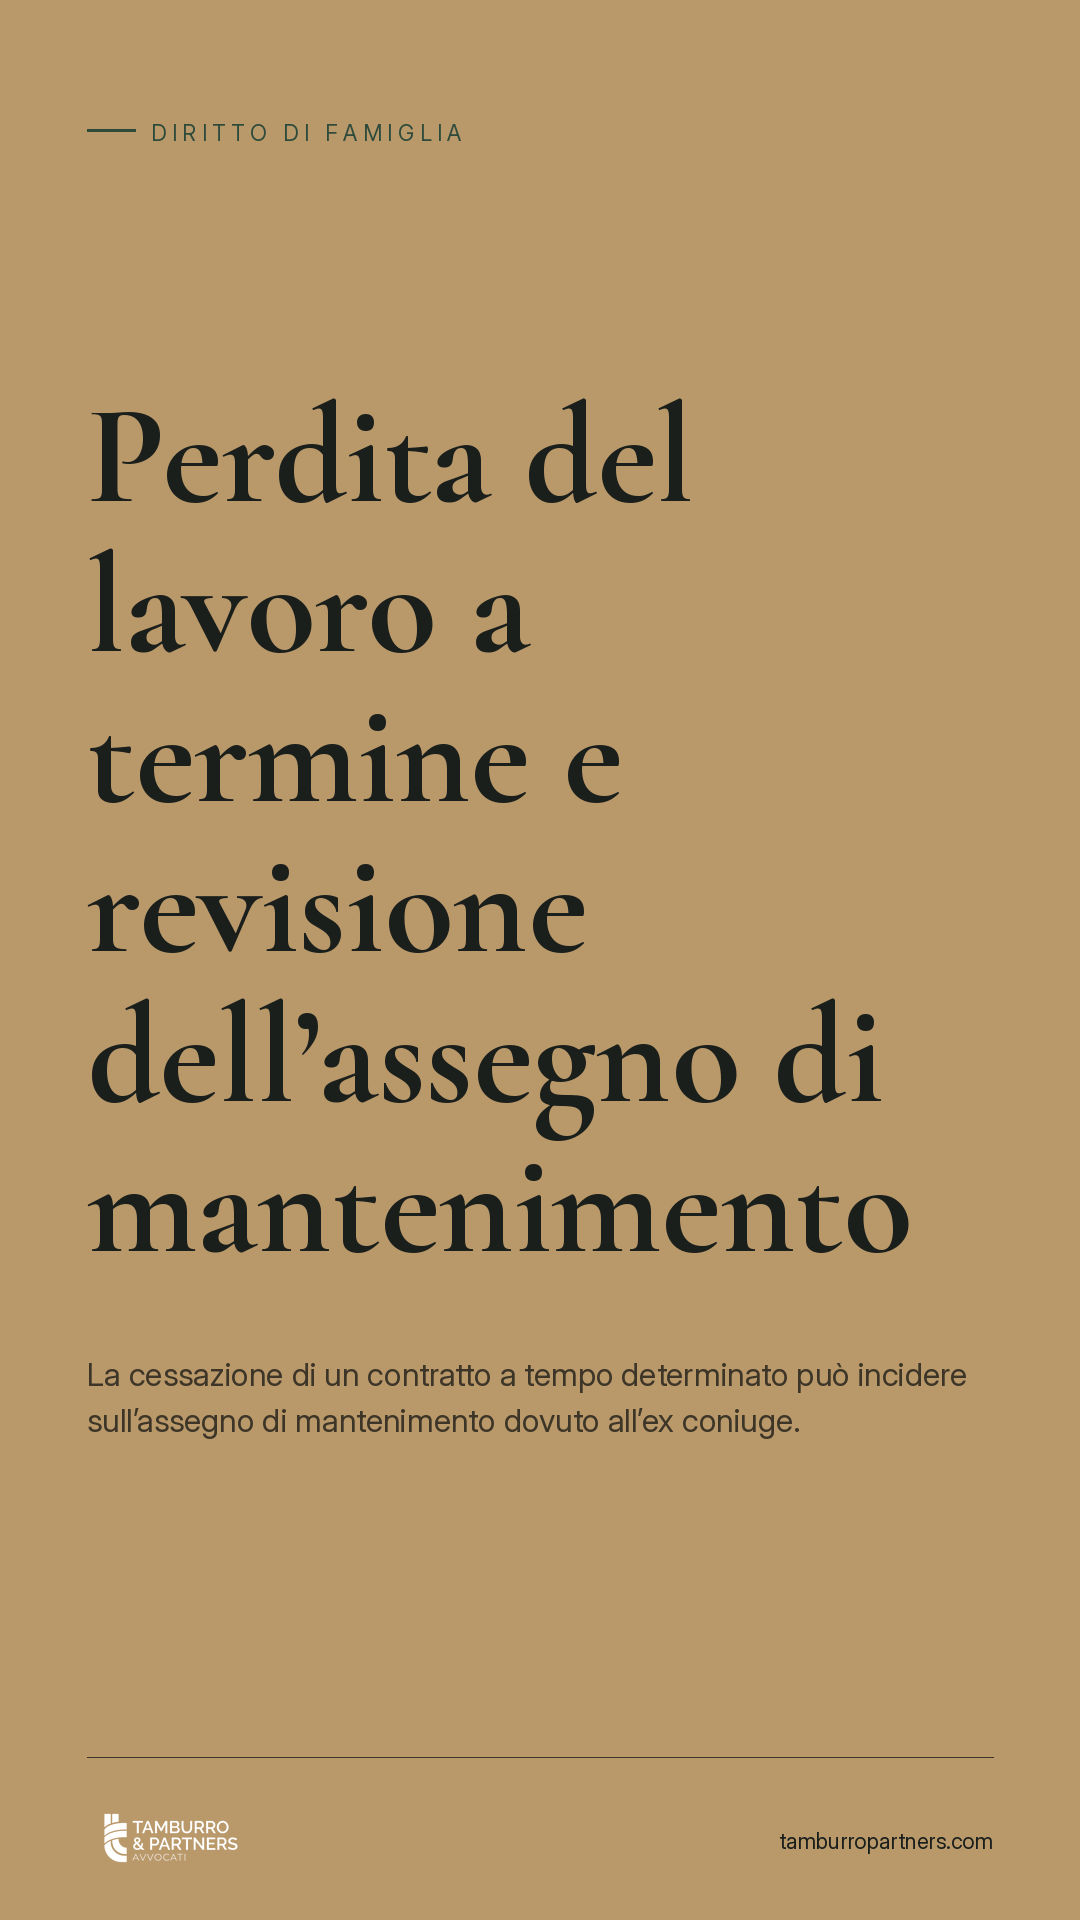 DIRITTO DI FAMIGLIA
Perdita del
lavoro a
termine e
revisione
dell’assegno di
mantenimento
La cessazione di un contratto a tempo determinato può incidere
sull’assegno di mantenimento dovuto all’ex coniuge.
TAMBURRO
& PARTNERS
AVVOCATI
tamburropartners.com